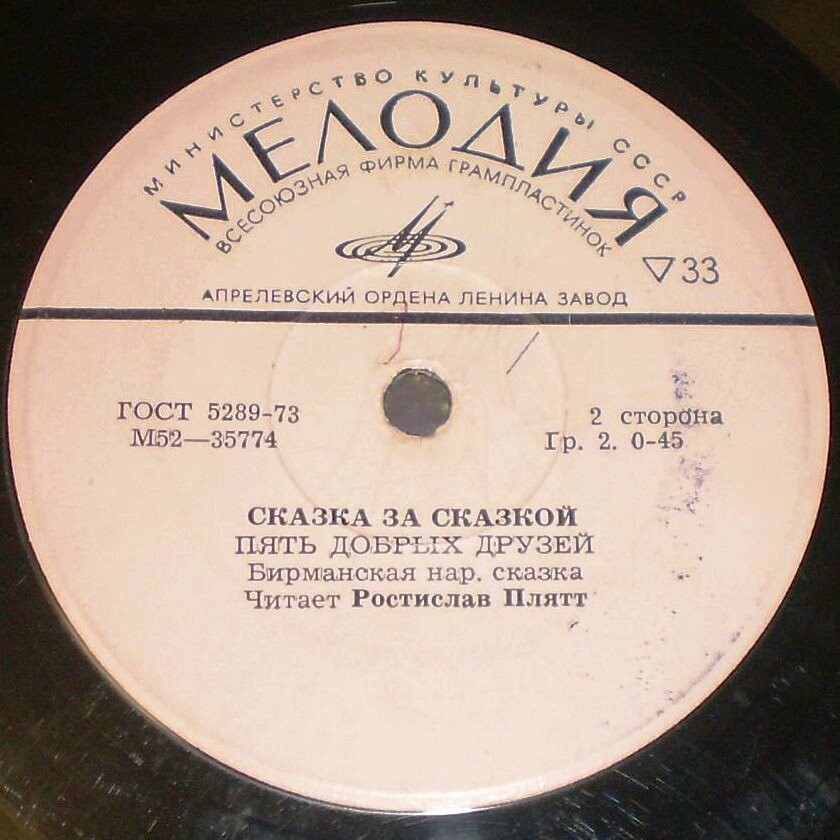 МИНИСТЕРСТВО КУЛЬТУРЫ СССР
МЕЛОДИЯ
ВСЕСОЮЗНАЯ ФИРМА ГРАМПЛАСТИНОК
▽33
АПРЕЛЕВСКИЙ ОРДЕНА ЛЕНИНА ЗАВОД
ГОСТ 5289-73
М52—35774
2 сторона
Гр. 2. 0-45
СКАЗКА ЗА СКАЗКОЙ
ПЯТЬ ДОБРЫХ ДРУЗЕЙ
Бирманская нар. сказка
Читает Ростислав Плятт